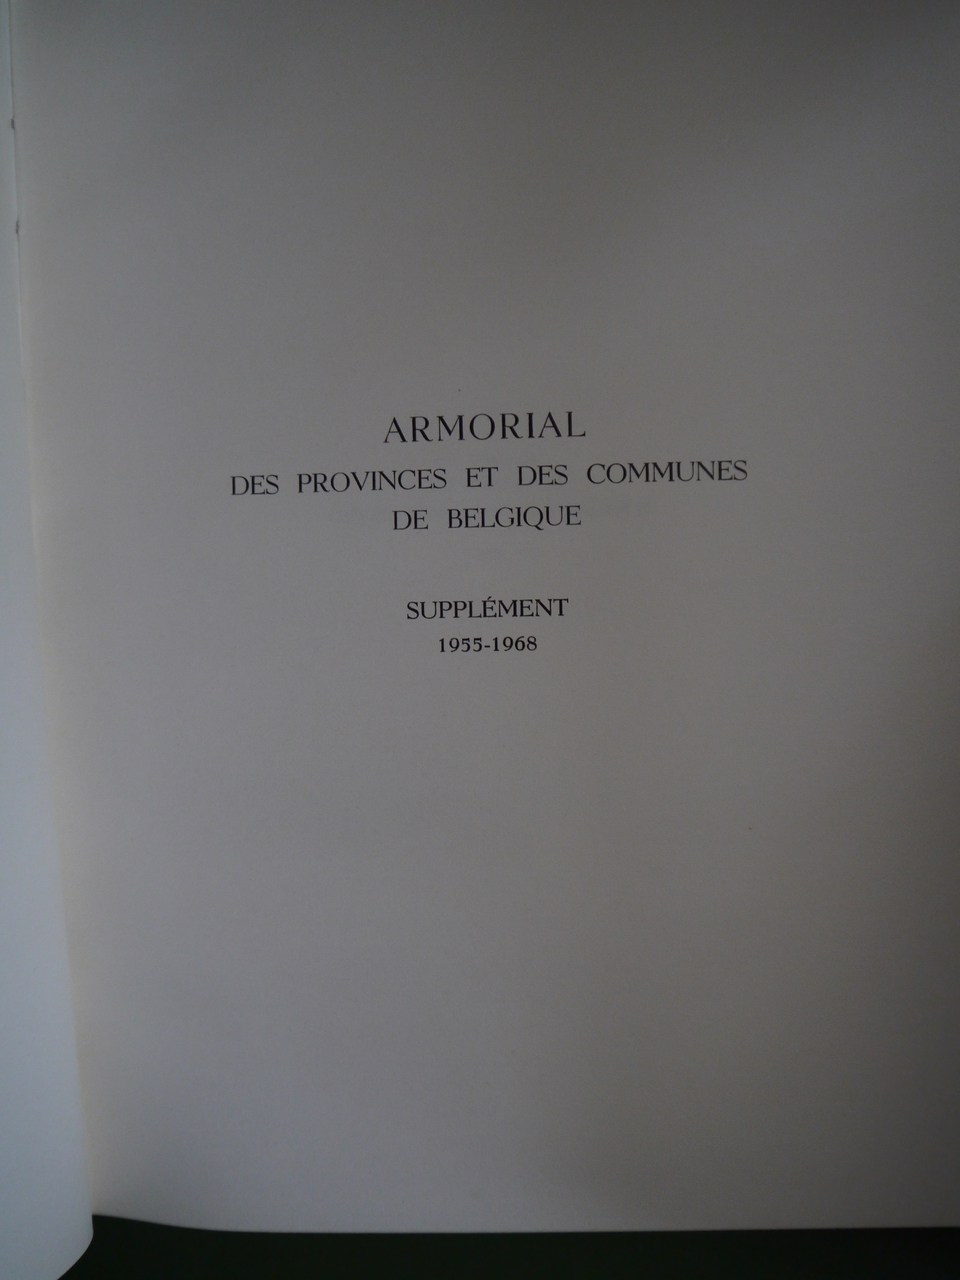 ARMORIAL
DES PROVINCES ET DES COMMUNES
DE BELGIQUE
SUPPLÉMENT
1955-1968